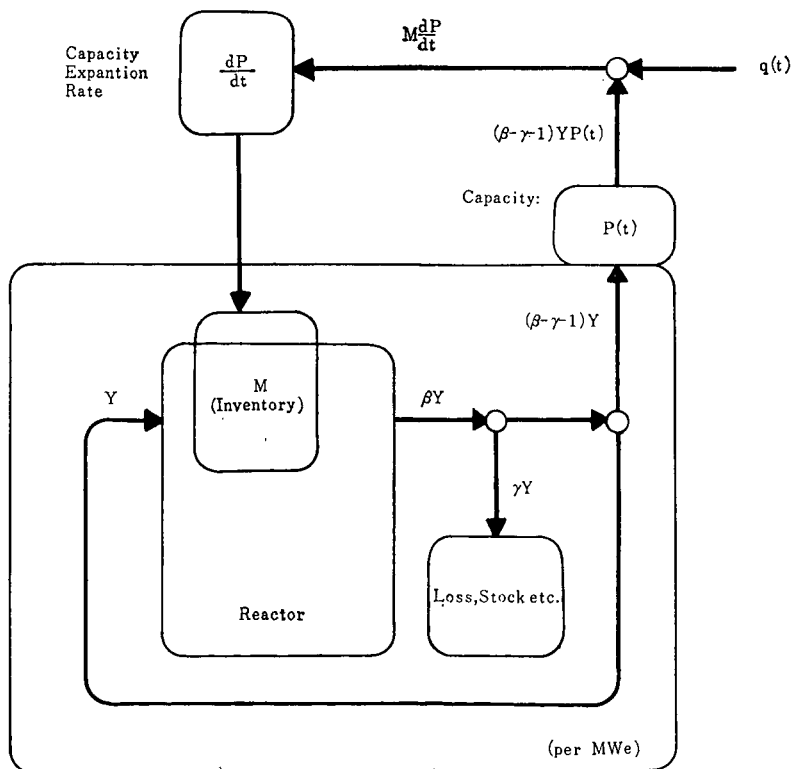 M dP/dt
Capacity
Expantion
Rate
dP/dt
q(t)
(β-γ-1)YP(t)
Capacity:
P(t)
(β-γ-1)Y
Y
M
(Inventory)
βY
γY
Loss,Stock etc.
Reactor
(per MWe)